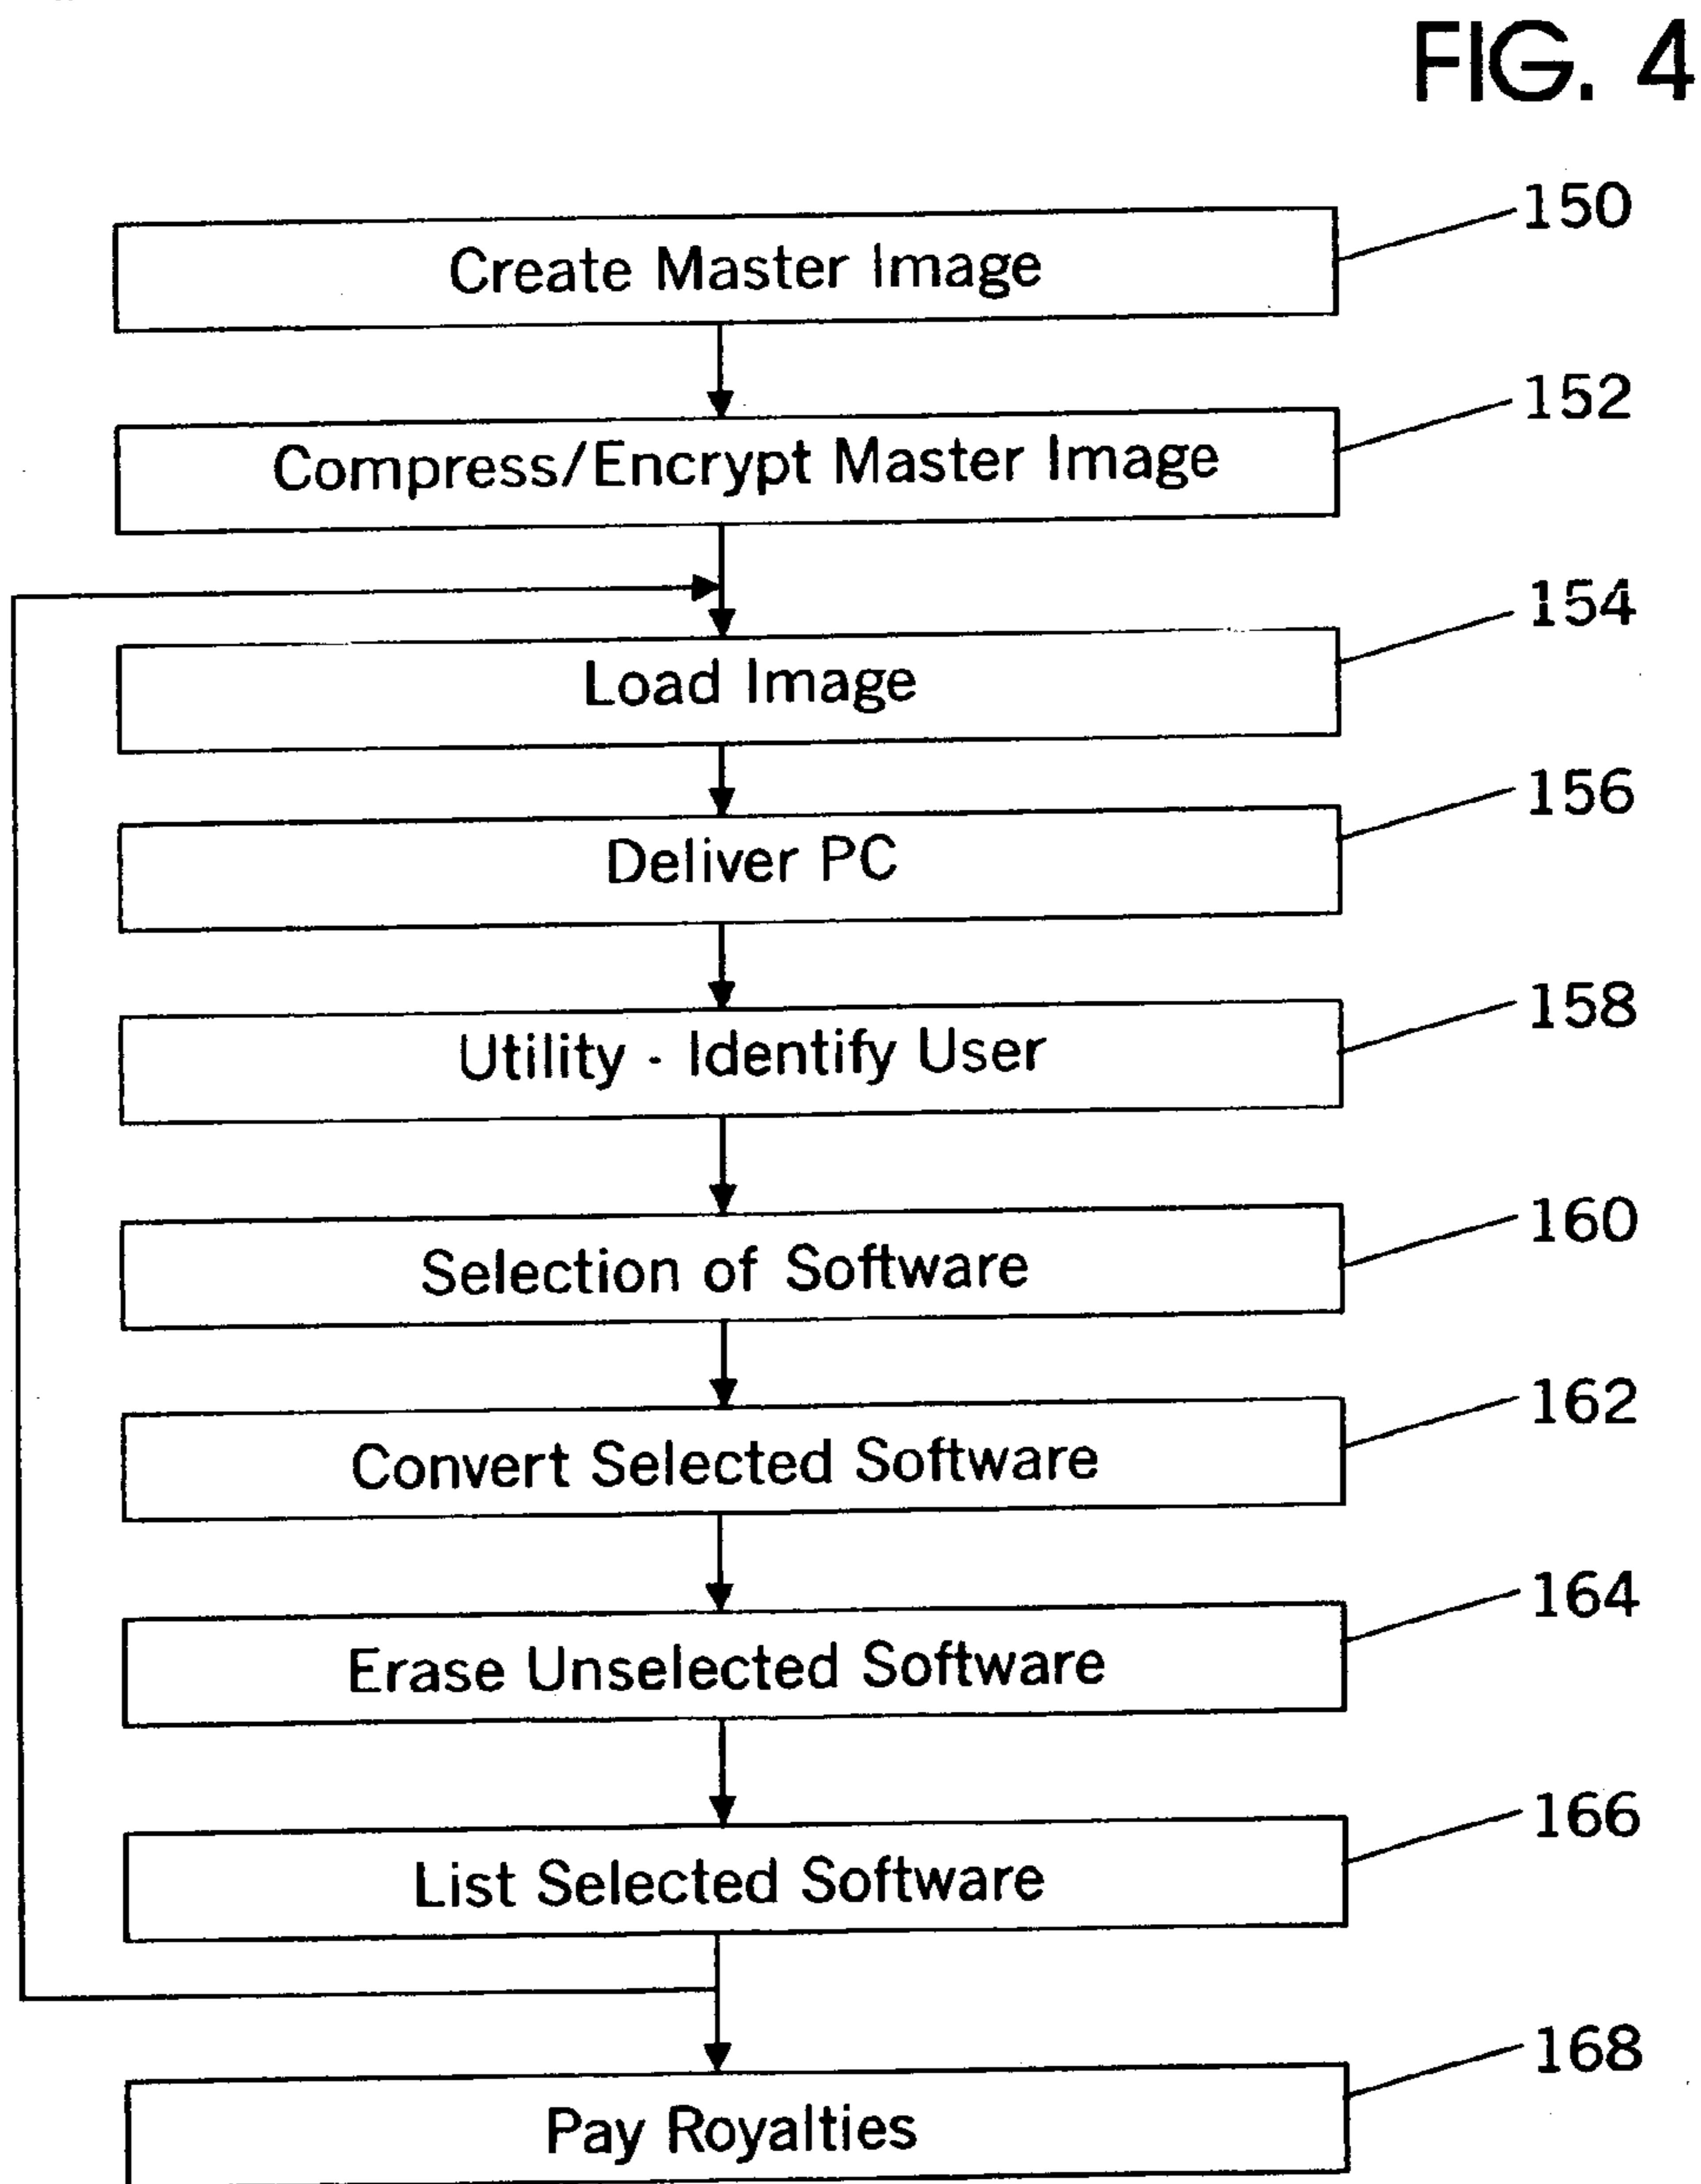 FIG. 4
Create Master Image
150
Compress/Encrypt Master Image
152
Load Image
154
Deliver PC
156
Utility - Identify User
158
Selection of Software
160
Convert Selected Software
162
Erase Unselected Software
164
List Selected Software
166
Pay Royalties
168